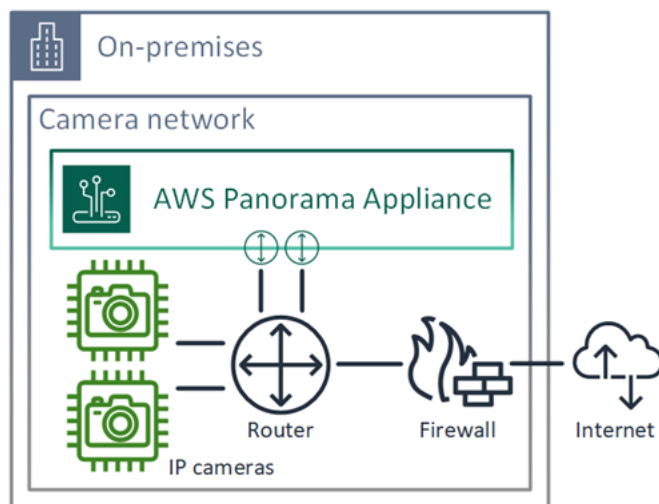 On-premises
Camera network
AWS Panorama Appliance
Router
Firewall
Internet
IP cameras